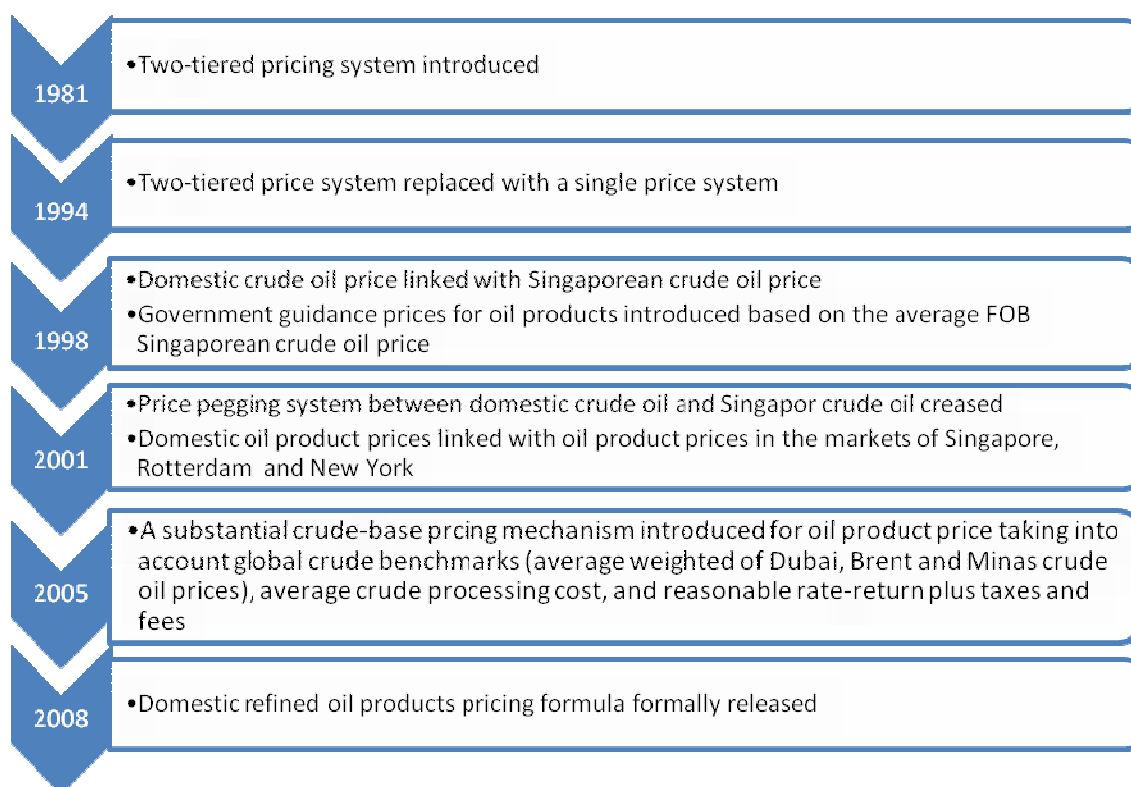 1981
•Two-tiered pricing system introduced
1994
•Two-tiered price system replaced with a single price system
1998
•Domestic crude oil price linked with Singaporean crude oil price
•Government guidance prices for oil products introduced based on the average FOB
Singaporean crude oil price
2001
•Price pegging system between domestic crude oil and Singapor crude oil creased
•Domestic oil product prices linked with oil product prices in the markets of Singapore,
Rotterdam and New York
2005
•A substantial crude-base prcing mechanism introduced for oil product price taking into
account global crude benchmarks (average weighted of Dubai, Brent and Minas crude
oil prices), average crude processing cost, and reasonable rate-return plus taxes and
fees
2008
•Domestic refined oil products pricing formula formally released